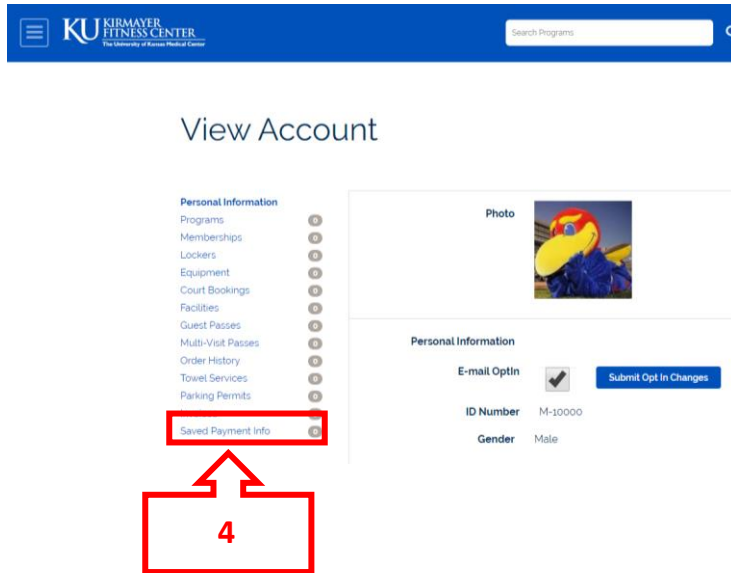 KU KIRMAYER
FITNESS CENTER
The University of Kansas Medical Center
Search Programs
View Account
Personal Information
Programs 0
Memberships 0
Lockers 0
Equipment 0
Court Bookings 0
Facilities 0
Guest Passes 0
Multi-Visit Passes 0
Order History 0
Towel Services 0
Parking Permits 0
Saved Payment Info 0
Photo
Personal Information
E-mail OptIn
Submit Opt In Changes
ID Number M-10000
Gender Male
4